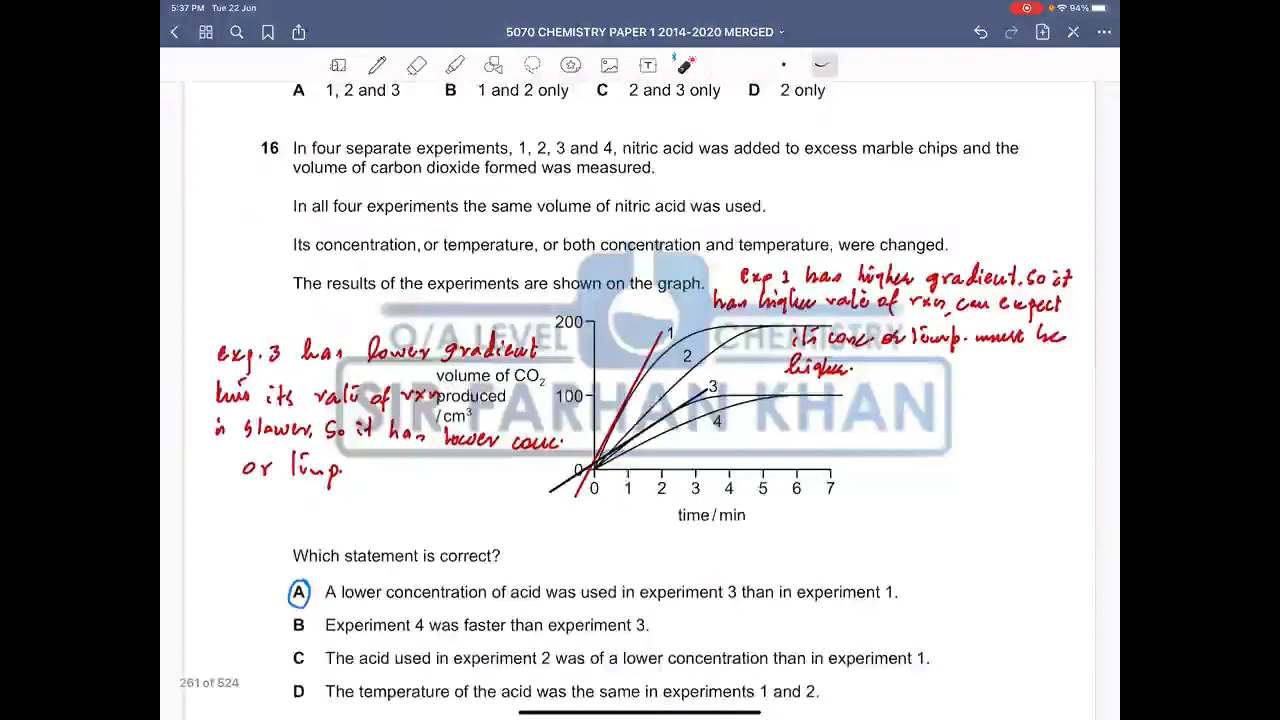 5:37 PM Tue 22 Jun
94%
5070 CHEMISTRY PAPER 1 2014-2020 MERGED
A 1, 2 and 3 B 1 and 2 only C 2 and 3 only D 2 only
16 In four separate experiments, 1, 2, 3 and 4, nitric acid was added to excess marble chips and the
volume of carbon dioxide formed was measured.
In all four experiments the same volume of nitric acid was used.
Its concentration, or temperature, or both concentration and temperature, were changed.
The results of the experiments are shown on the graph.
exp 1 has higher gradient. so it
has higher rate of rxn, can expect
its conc or temp. must be
higher.
exp. 3 has lower gradient
thus its rate of rxn
is slower. So it has lower conc.
or temp.
O/A LEVEL CHEMISTRY
SIR FARHAN KHAN
volume of CO2
produced
/cm3
200
100
0
1
2
3
4
0 1 2 3 4 5 6 7
time / min
Which statement is correct?
A A lower concentration of acid was used in experiment 3 than in experiment 1.
B Experiment 4 was faster than experiment 3.
C The acid used in experiment 2 was of a lower concentration than in experiment 1.
D The temperature of the acid was the same in experiments 1 and 2.
261 of 524